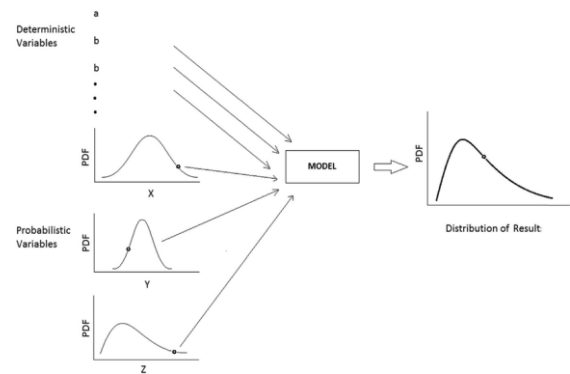 a
Deterministic
Variables
b
b
PDF
X
MODEL
PDF
Distribution of Result
Probabilistic
Variables
PDF
Y
PDF
Z